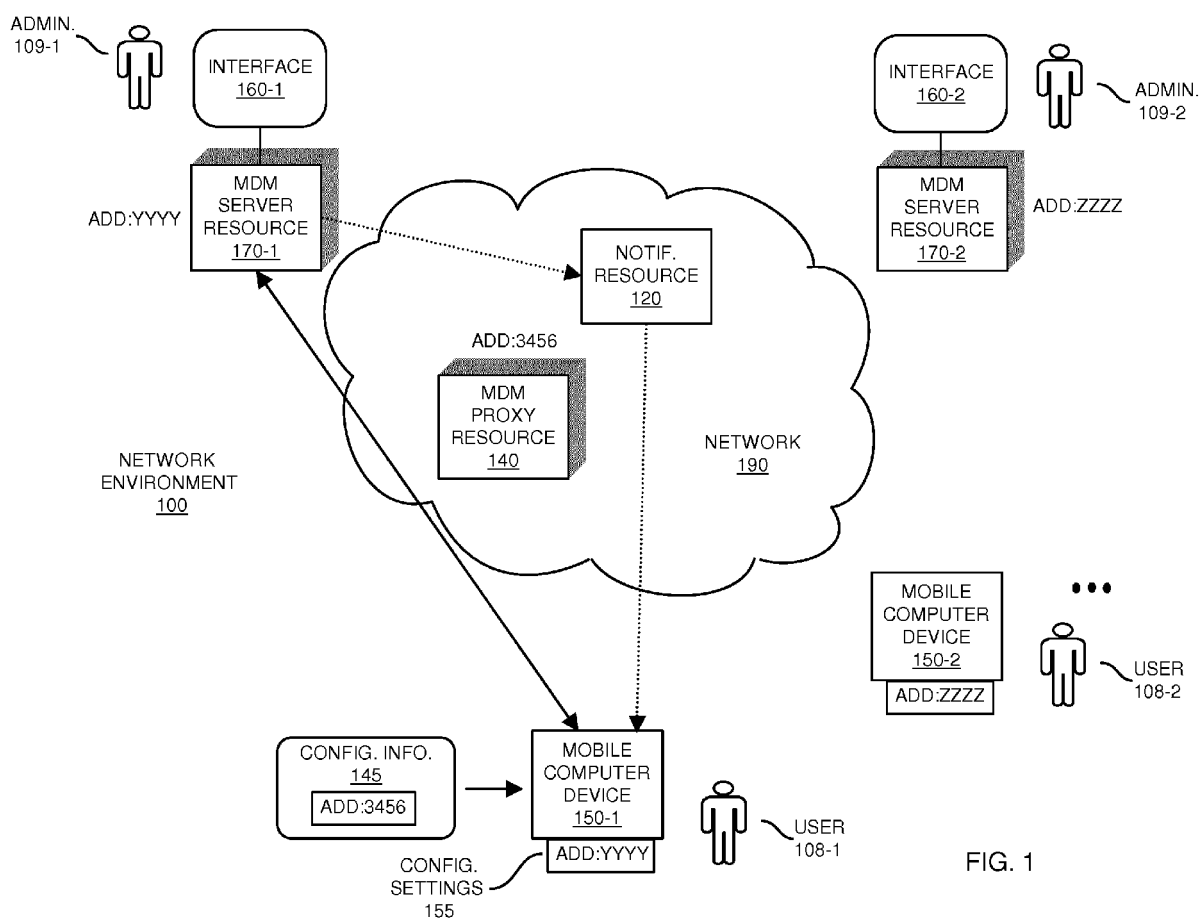 ADMIN.
109-1
INTERFACE
160-1
INTERFACE
160-2
ADMIN.
109-2
MDM
SERVER
RESOURCE
170-1
ADD:YYYY
MDM
SERVER
RESOURCE
170-2
ADD:ZZZZ
NOTIF.
RESOURCE
120
ADD:3456
MDM
PROXY
RESOURCE
140
NETWORK
190
NETWORK
ENVIRONMENT
100
MOBILE
COMPUTER
DEVICE
150-2
ADD:ZZZZ
USER
108-2
CONFIG. INFO.
145
ADD:3456
MOBILE
COMPUTER
DEVICE
150-1
ADD:YYYY
USER
108-1
CONFIG.
SETTINGS
155
FIG. 1